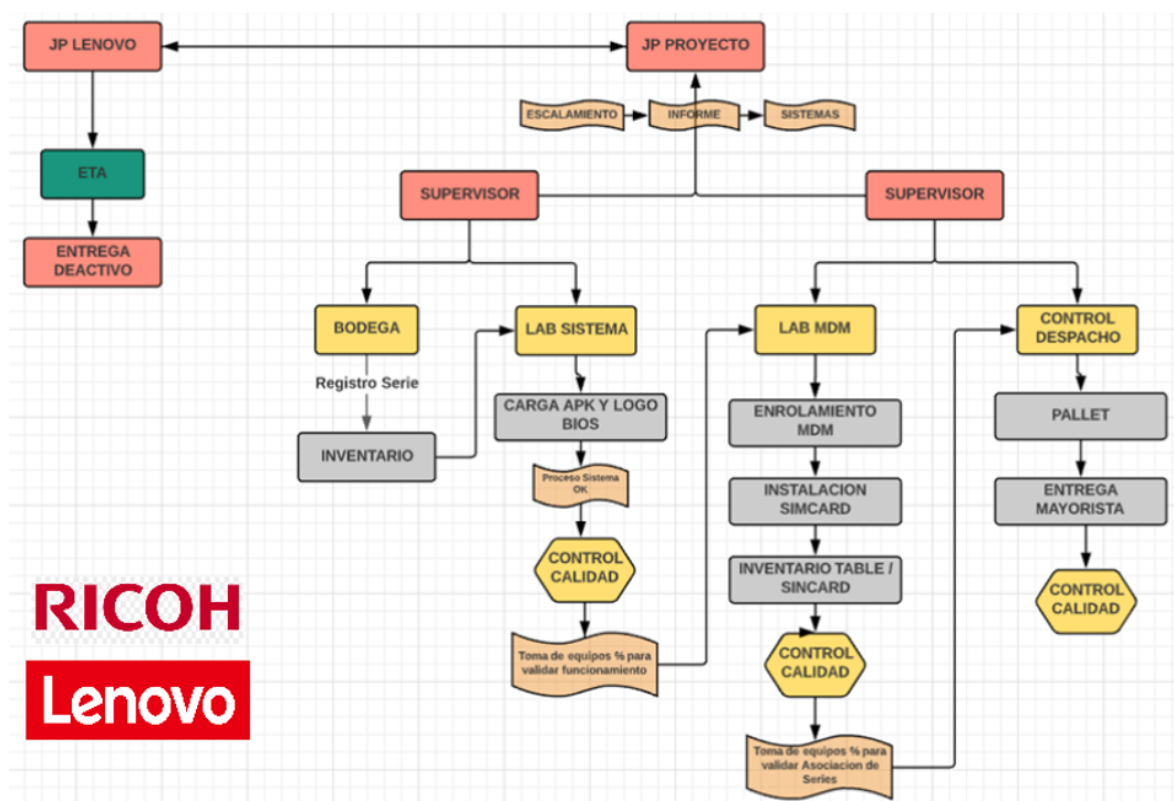 JP LENOVO
JP PROYECTO
ESCALAMIENTO
INFORME
SISTEMAS
ETA
SUPERVISOR
SUPERVISOR
ENTREGA
DEACTIVO
BODEGA
LAB SISTEMA
LAB MDM
CONTROL
DESPACHO
Registro Serie
INVENTARIO
CARGA APK Y LOGO
BIOS
Proceso Sistema
OK
CONTROL
CALIDAD
Toma de equipos % para
validar funcionamiento
ENROLAMIENTO
MDM
INSTALACION
SIMCARD
INVENTARIO TABLE /
SINCARD
CONTROL
CALIDAD
Toma de equipos % para
validar Asociacion de
Series
PALLET
ENTREGA
MAYORISTA
CONTROL
CALIDAD
RICOH
Lenovo